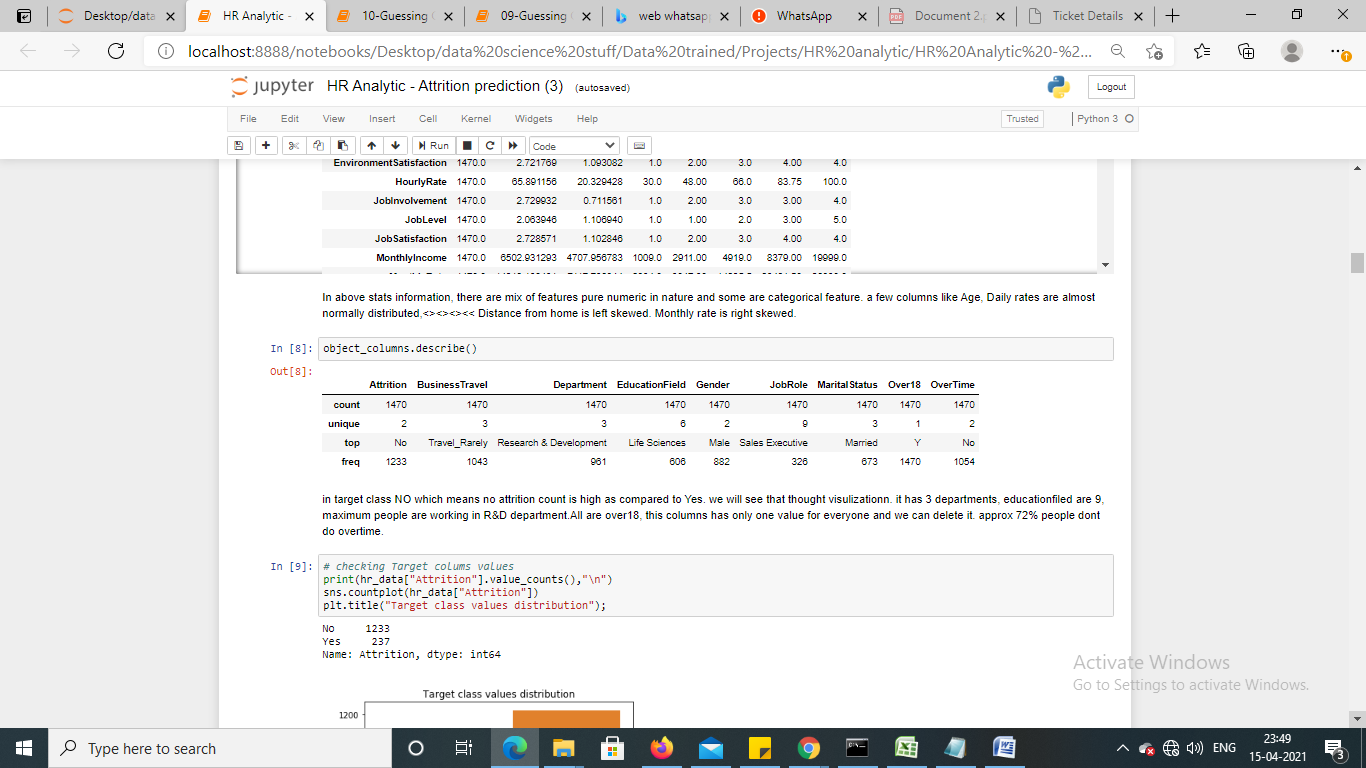 Desktop/data
HR Analytic -
10-Guessing
09-Guessing
web whatsap
WhatsApp
Document 2.p
Ticket Details
localhost:8888/notebooks/Desktop/data%20science%20stuff/Data%20trained/Projects/HR%20analytic/HR%20Analytic%20-%2...
jupyter HR Analytic - Attrition prediction (3) (autosaved) Logout
File Edit View Insert Cell Kernel Widgets Help Trusted Python 3
Run Code
EnvironmentSatisfaction 1470.0 2.721769 1.093082 1.0 2.00 3.0 4.00 4.0
HourlyRate 1470.0 65.891156 20.329428 30.0 48.00 66.0 83.75 100.0
JobInvolvement 1470.0 2.729932 0.711561 1.0 2.00 3.0 3.00 4.0
JobLevel 1470.0 2.063946 1.106940 1.0 1.00 2.0 3.00 5.0
JobSatisfaction 1470.0 2.728571 1.102846 1.0 2.00 3.0 4.00 4.0
MonthlyIncome 1470.0 6502.931293 4707.956783 1009.0 2911.00 4919.0 8379.00 19999.0
In above stats information, there are mix of features pure numeric in nature and some are categorical feature. a few columns like Age, Daily rates are almost
normally distributed,<><><><< Distance from home is left skewed. Monthly rate is right skewed.
In [8]: object_columns.describe()
Out[8]:
Attrition BusinessTravel Department EducationField Gender JobRole MaritalStatus Over18 OverTime
count 1470 1470 1470 1470 1470 1470 1470 1470 1470
unique 2 3 3 6 2 9 3 1 2
top No Travel_Rarely Research & Development Life Sciences Male Sales Executive Married Y No
freq 1233 1043 961 606 882 326 673 1470 1054
in target class NO which means no attrition count is high as compared to Yes. we will see that thought visulizationn. it has 3 departments, educationfiled are 9,
maximum people are working in R&D department.All are over18, this columns has only one value for everyone and we can delete it. approx 72% people dont
do overtime.
In [9]: # checking Target colums values
print(hr_data["Attrition"].value_counts(),"\n")
sns.countplot(hr_data["Attrition"])
plt.title("Target class values distribution");
No 1233
Yes 237
Name: Attrition, dtype: int64
Target class values distribution
1200
Activate Windows
Go to Settings to activate Windows.
Type here to search
ENG
23:49
15-04-2021
3